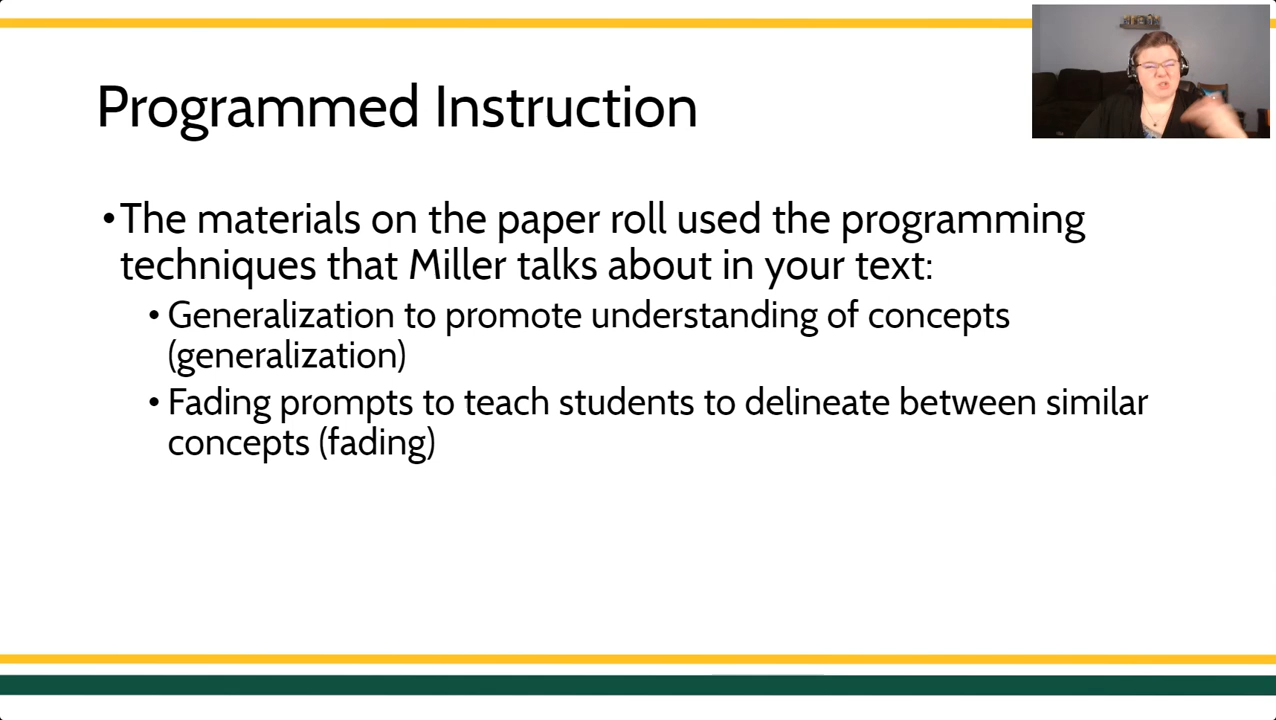 Programmed Instruction
•The materials on the paper roll used the programming
techniques that Miller talks about in your text:
• Generalization to promote understanding of concepts
(generalization)
• Fading prompts to teach students to delineate between similar
concepts (fading)